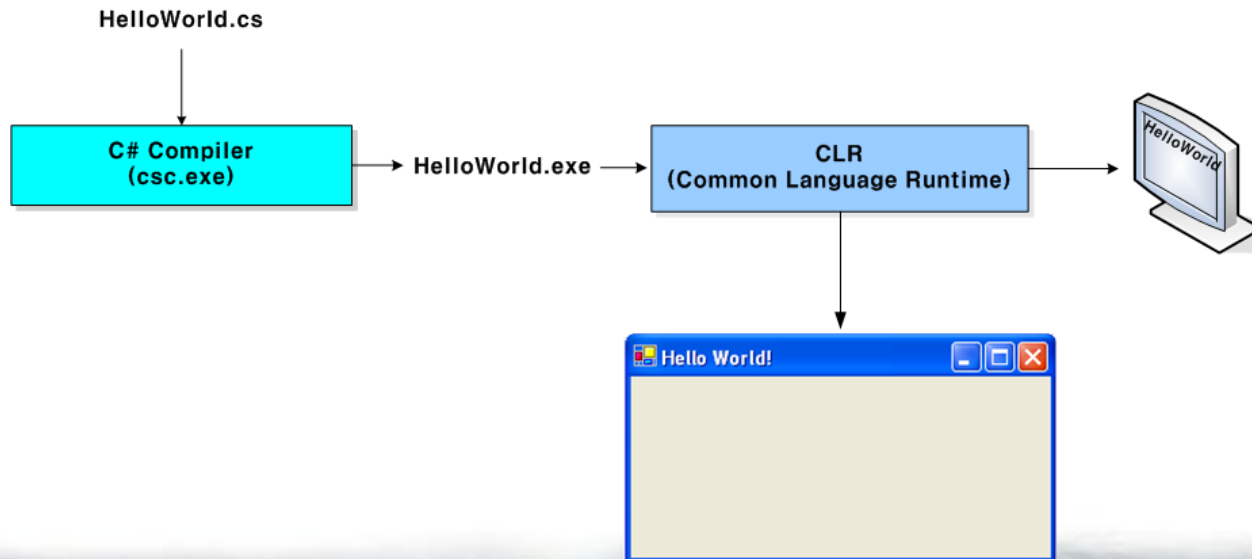 HelloWorld.cs
C# Compiler
(csc.exe)
HelloWorld.exe
CLR
(Common Language Runtime)
HelloWorld
Hello World!